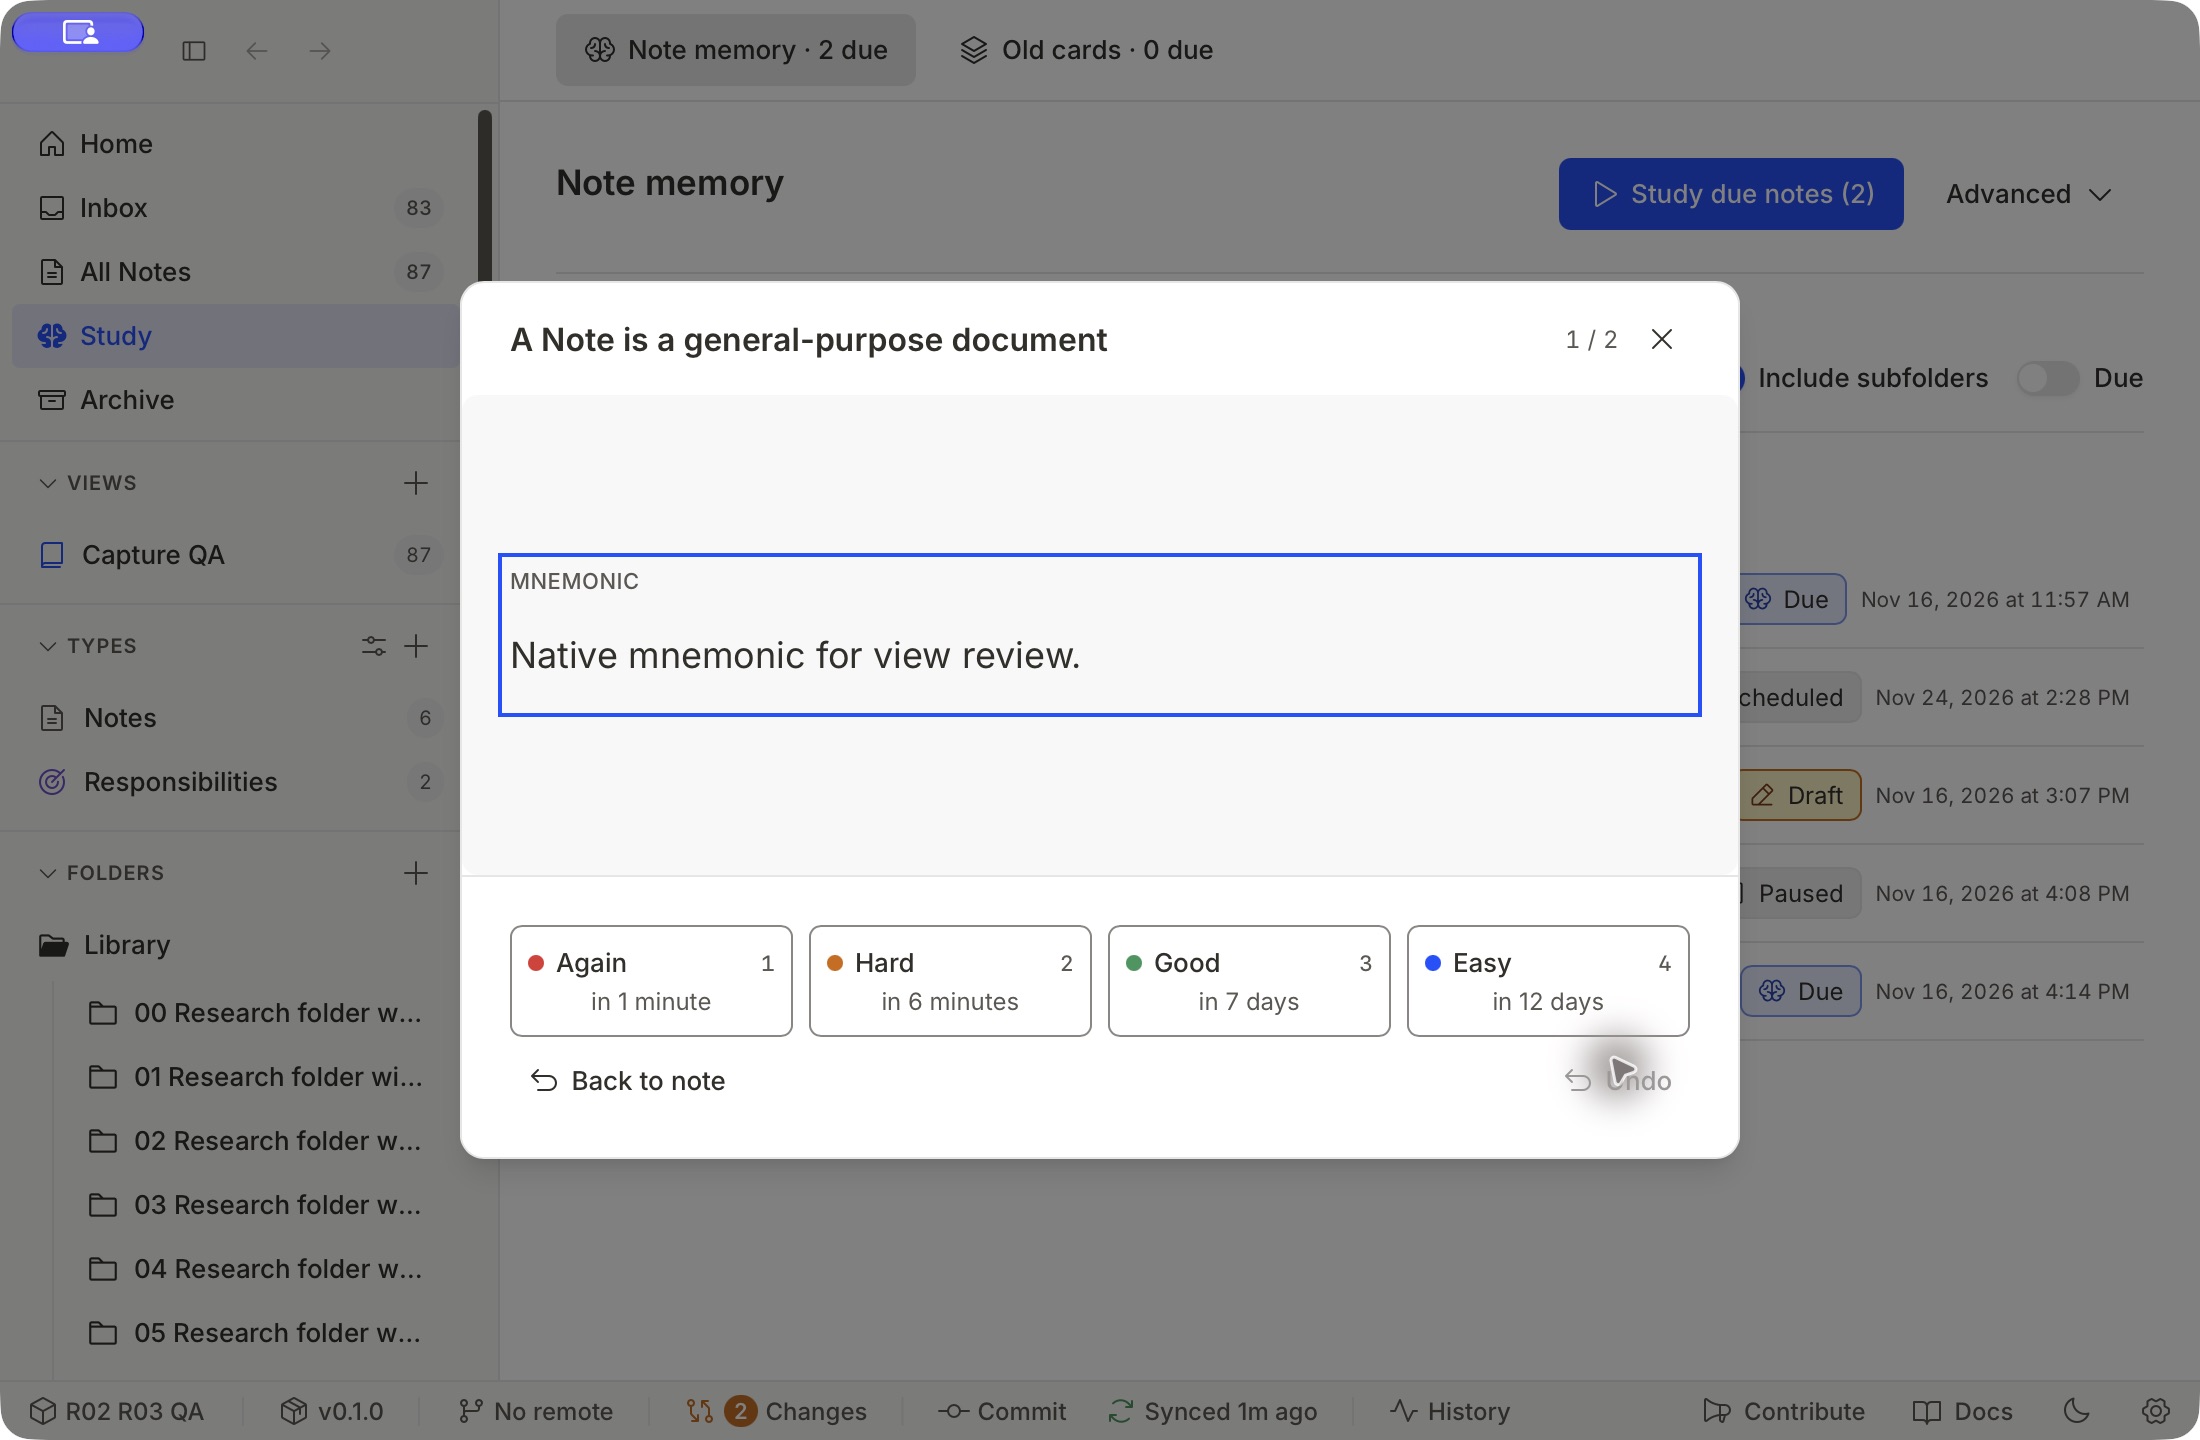 Note memory · 2 due
Old cards · 0 due
Home
Inbox 83
All Notes 87
Study
Archive
VIEWS
Capture QA 87
TYPES
Notes 6
Responsibilities 2
FOLDERS
Library
00 Research folder w...
01 Research folder wi...
02 Research folder w...
03 Research folder w...
04 Research folder w...
05 Research folder w...
Note memory
Study due notes (2)
Advanced
Include subfolders
Due
Due Nov 16, 2026 at 11:57 AM
cheduled Nov 24, 2026 at 2:28 PM
Draft Nov 16, 2026 at 3:07 PM
Paused Nov 16, 2026 at 4:08 PM
Due Nov 16, 2026 at 4:14 PM
A Note is a general-purpose document
1 / 2
MNEMONIC
Native mnemonic for view review.
Again 1
in 1 minute
Hard 2
in 6 minutes
Good 3
in 7 days
Easy 4
in 12 days
Back to note
Undo
R02 R03 QA
v0.1.0
No remote
2 Changes
Commit
Synced 1m ago
History
Contribute
Docs